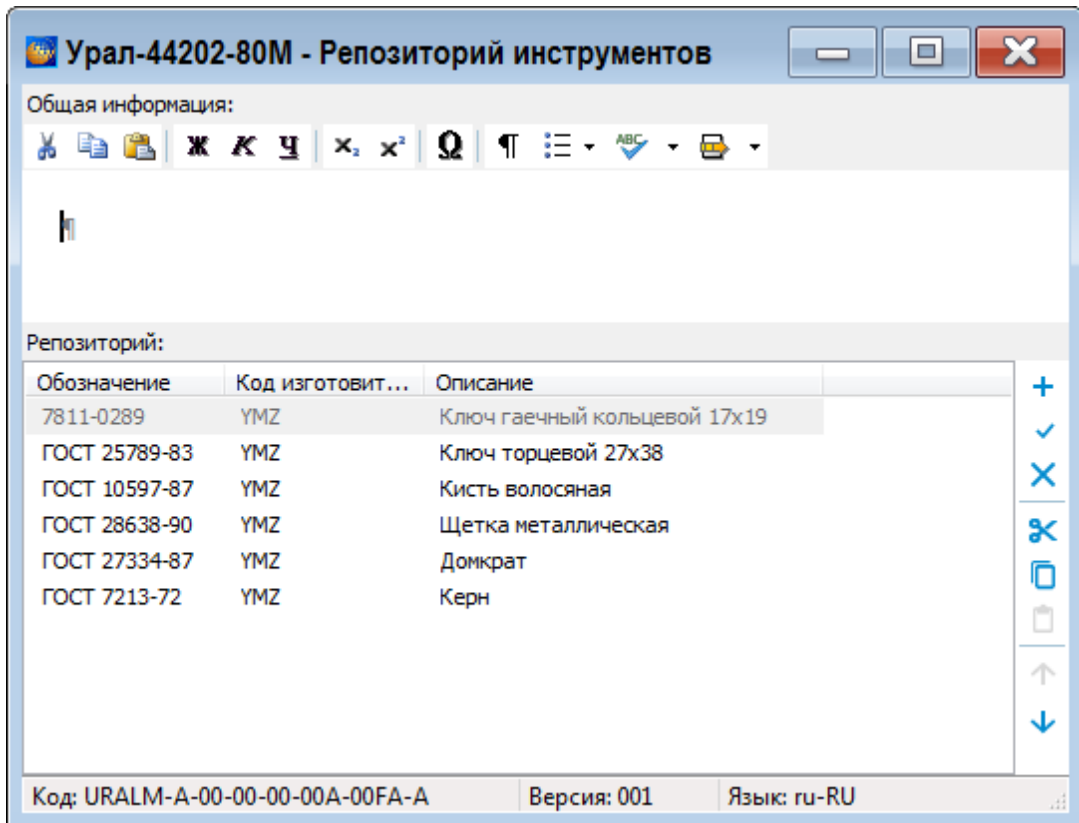 Урал-44202-80М - Репозиторий инструментов
Общая информация:
Ж К Ч x₂ x² Ω ¶ ABC
¶
Репозиторий:
Обозначение Код изготовит... Описание
7811-0289 YMZ Ключ гаечный кольцевой 17х19
ГОСТ 25789-83 YMZ Ключ торцевой 27х38
ГОСТ 10597-87 YMZ Кисть волосяная
ГОСТ 28638-90 YMZ Щетка металлическая
ГОСТ 27334-87 YMZ Домкрат
ГОСТ 7213-72 YMZ Керн
Код: URALM-A-00-00-00-00A-00FA-A Версия: 001 Язык: ru-RU